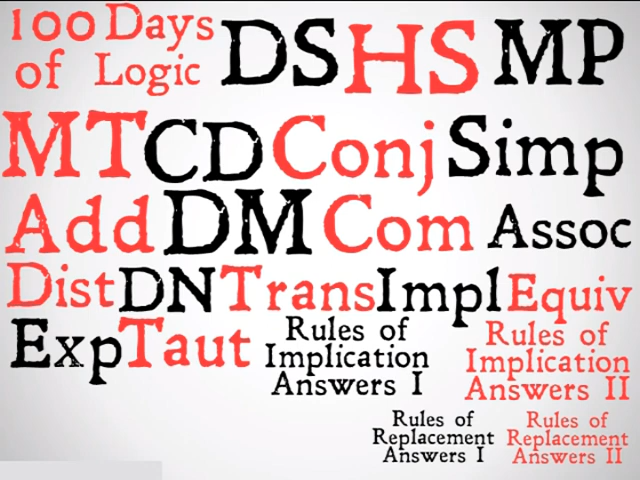 100 Days
of Logic
DS HS MP
MT CD Conj Simp
Add DM Com Assoc
Dist DN Trans Impl Equiv
Exp Taut
Rules of
Implication
Answers I
Rules of
Implication
Answers II
Rules of
Replacement
Answers I
Rules of
Replacement
Answers II